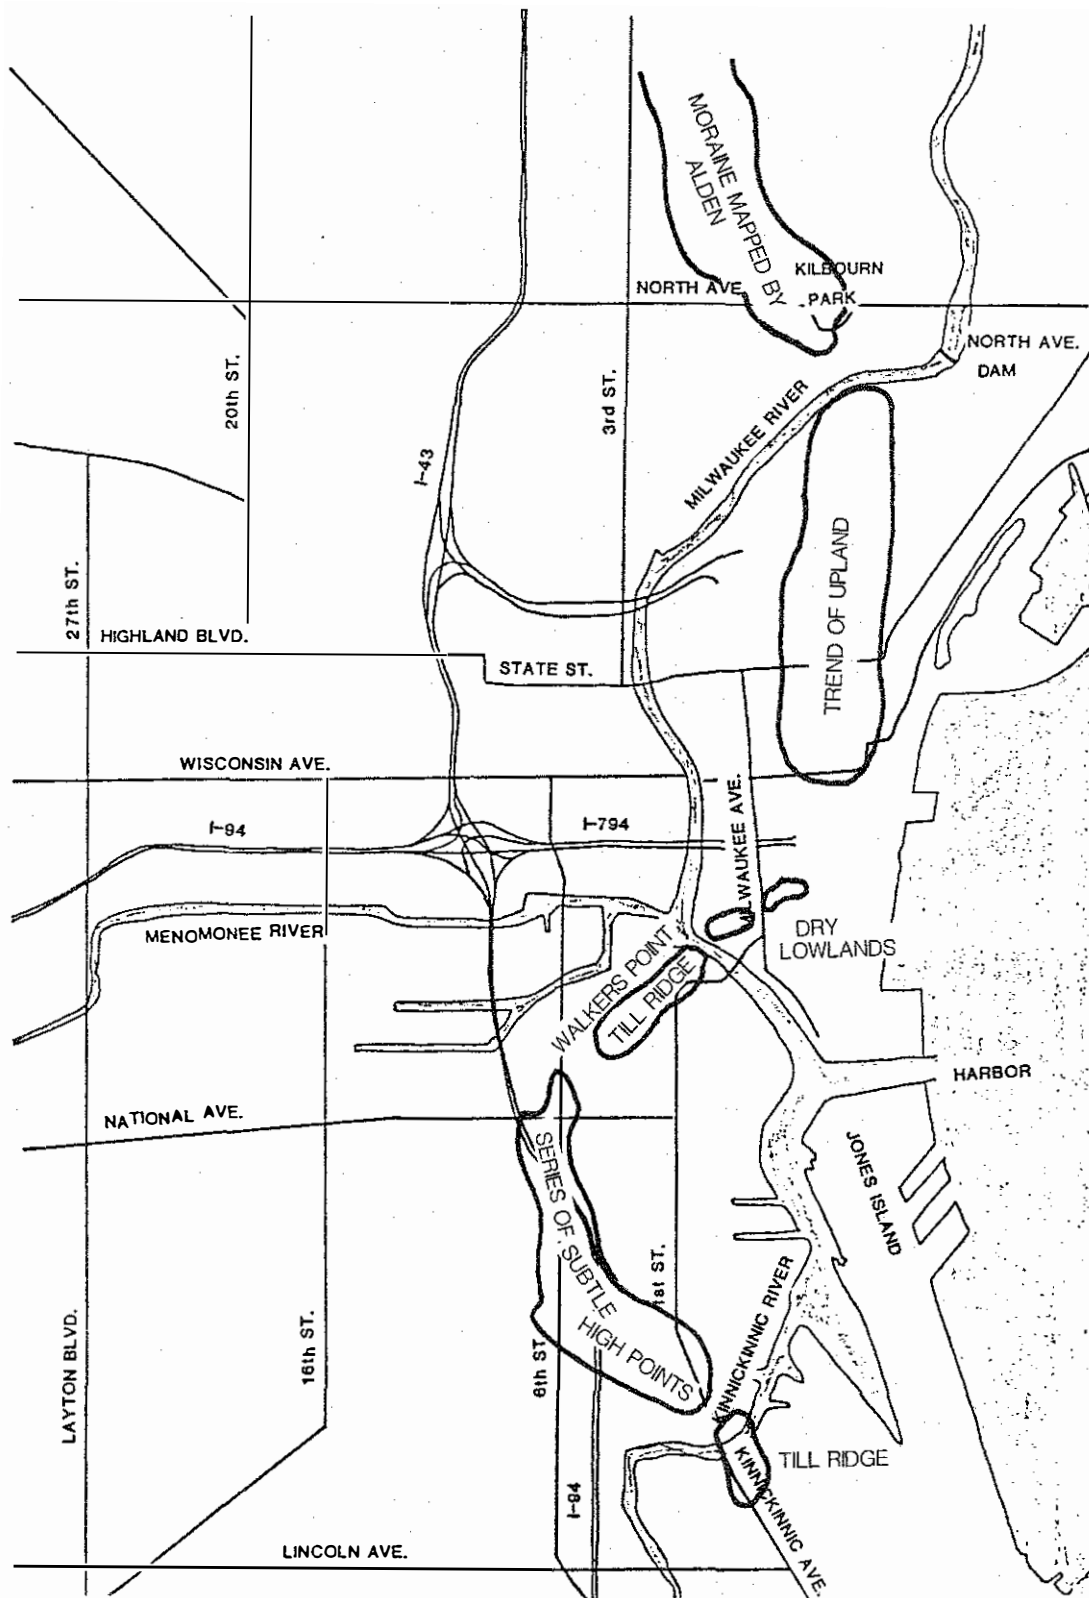 MORAINE MAPPED BY
ALDEN
KILBOURN
PARK
NORTH AVE
NORTH AVE.
DAM
20th ST.
3rd ST.
MILWAUKEE RIVER
I-43
TREND OF UPLAND
27th ST.
HIGHLAND BLVD.
STATE ST.
WISCONSIN AVE.
MILWAUKEE AVE.
I-94
I-794
MENOMONEE RIVER
DRY
LOWLANDS
WALKERS POINT
TILL RIDGE
HARBOR
NATIONAL AVE.
JONES ISLAND
SERIES OF SUBTLE
HIGH POINTS
1st ST.
KINNICKINNIC RIVER
LAYTON BLVD.
16th ST.
6th ST.
TILL RIDGE
KINNICKINNIC AVE.
I-94
LINCOLN AVE.